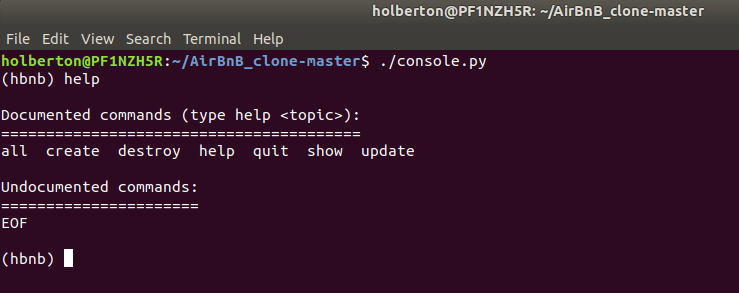 holberton@PF1NZH5R: ~/AirBnB_clone-master
File Edit View Search Terminal Help
holberton@PF1NZH5R:~/AirBnB_clone-master$ ./console.py
(hbnb) help
Documented commands (type help <topic>):
========================================
all  create  destroy  help  quit  show  update
Undocumented commands:
======================
EOF
(hbnb)